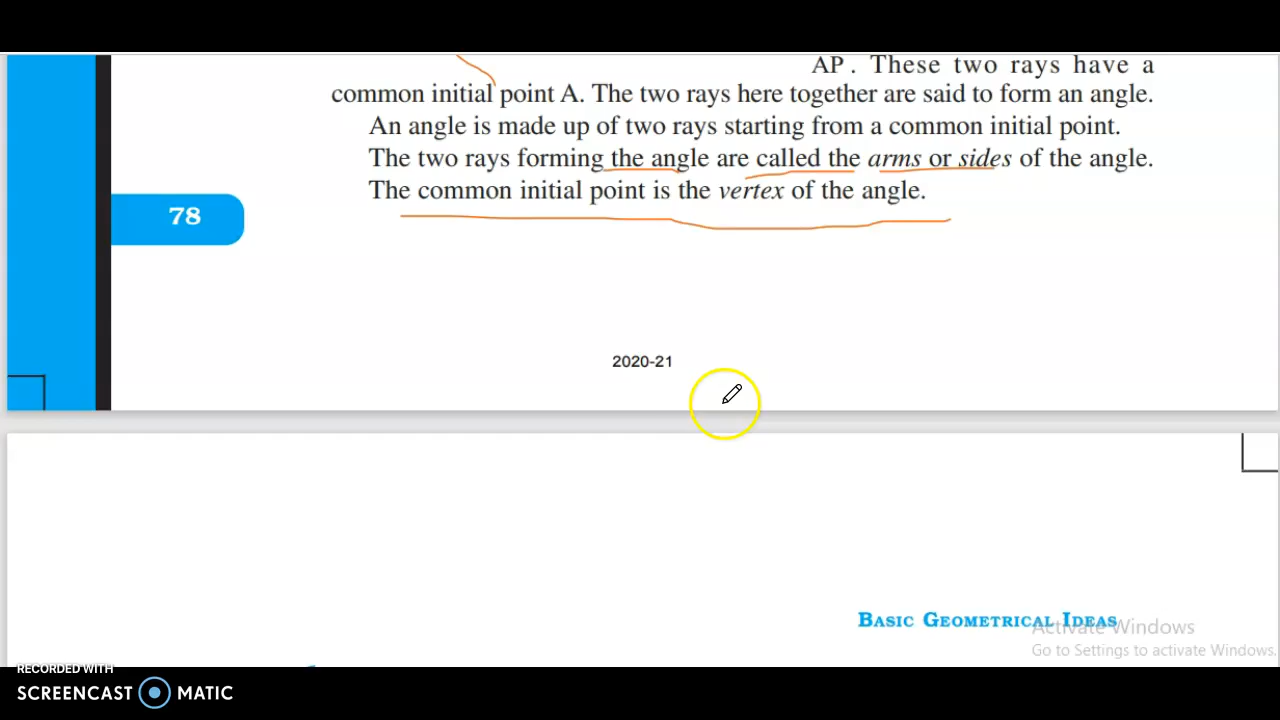 AP . These two rays have a
common initial point A. The two rays here together are said to form an angle.
An angle is made up of two rays starting from a common initial point.
The two rays forming the angle are called the arms or sides of the angle.
The common initial point is the vertex of the angle.
78
2020-21
BASIC GEOMETRICAL IDEAS
Activate Windows
Go to Settings to activate Windows.
RECORDED WITH
SCREENCAST MATIC